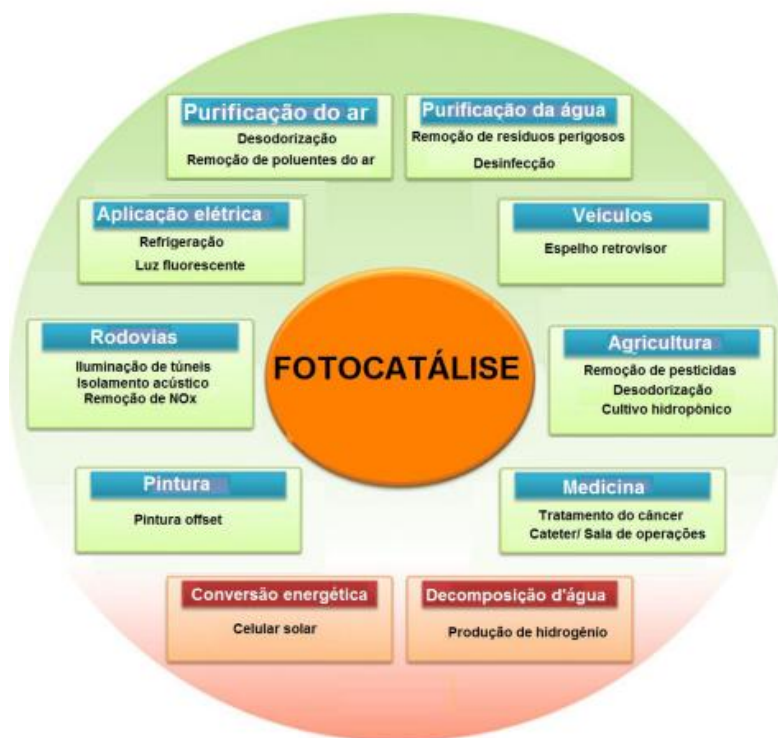 Purificação do ar
Desodorização
Remoção de poluentes do ar
Purificação da água
Remoção de resíduos perigosos
Desinfecção
Aplicação elétrica
Refrigeração
Luz fluorescente
Veículos
Espelho retrovisor
FOTOCATÁLISE
Rodovias
Iluminação de túneis
Isolamento acústico
Remoção de NOx
Agricultura
Remoção de pesticidas
Desodorização
Cultivo hidropônico
Pintura
Pintura offset
Medicina
Tratamento do câncer
Cateter/ Sala de operações
Conversão energética
Celular solar
Decomposição d'água
Produção de hidrogênio